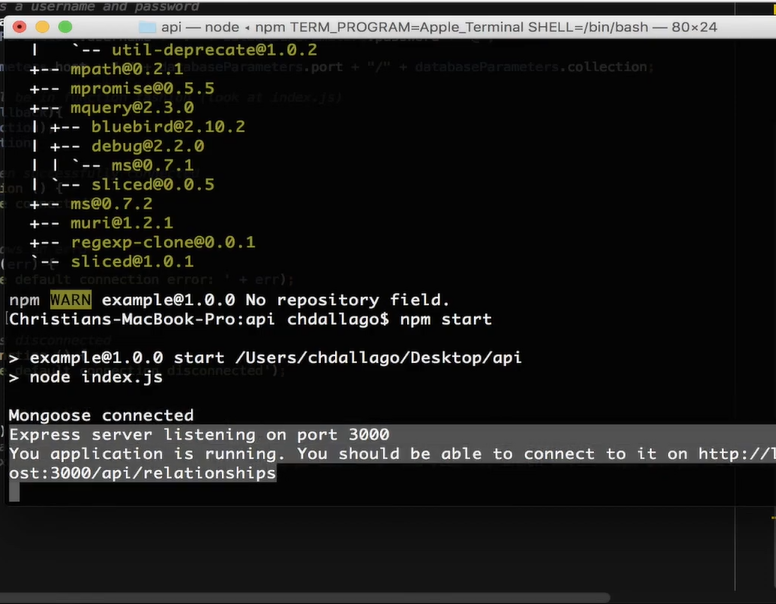 s a username and password
api — node ◂ npm TERM_PROGRAM=Apple_Terminal SHELL=/bin/bash — 80×24
|    `-- util-deprecate@1.0.2
+-- mpath@0.2.1
+-- mpromise@0.5.5
+-- mquery@2.3.0
| +-- bluebird@2.10.2
| +-- debug@2.2.0
| | `-- ms@0.7.1
| `-- sliced@0.0.5
+-- ms@0.7.2
+-- muri@1.2.1
+-- regexp-clone@0.0.1
`-- sliced@1.0.1
npm WARN example@1.0.0 No repository field.
Christians-MacBook-Pro:api chdallago$ npm start
> example@1.0.0 start /Users/chdallago/Desktop/api
> node index.js
Mongoose connected
Express server listening on port 3000
You application is running. You should be able to connect to it on http://l
ost:3000/api/relationships